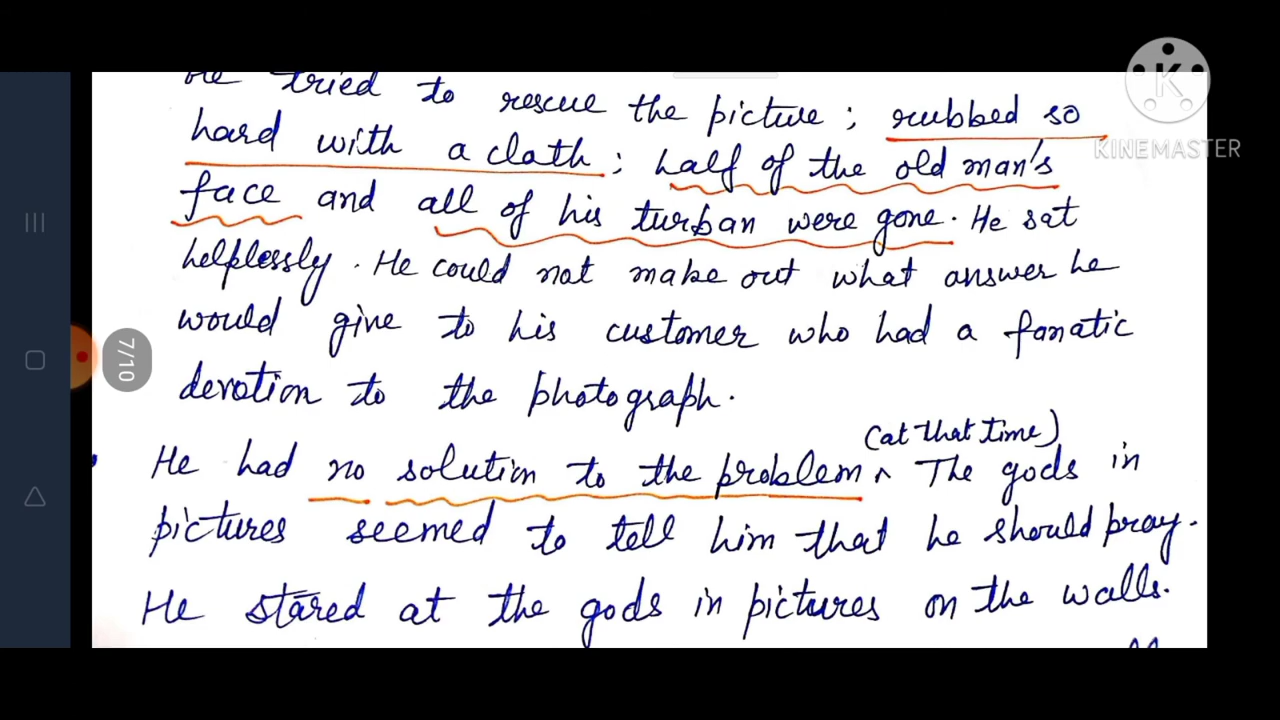 He tried to rescue the picture; rubbed so
hard with a cloth; half of the old man's
face and all of his turban were gone. He sat
helplessly. He could not make out what answer he
would give to his customer who had a fanatic
devotion to the photograph.
(at that time)
He had no solution to the problem ^ The gods in
pictures seemed to tell him that he should pray.
He stared at the gods in pictures on the walls.
KINEMASTER
7/10